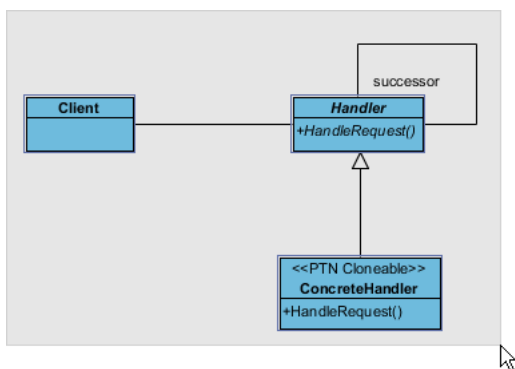 successor
Client
Handler
+HandleRequest()
<<PTN Cloneable>>
ConcreteHandler
+HandleRequest()